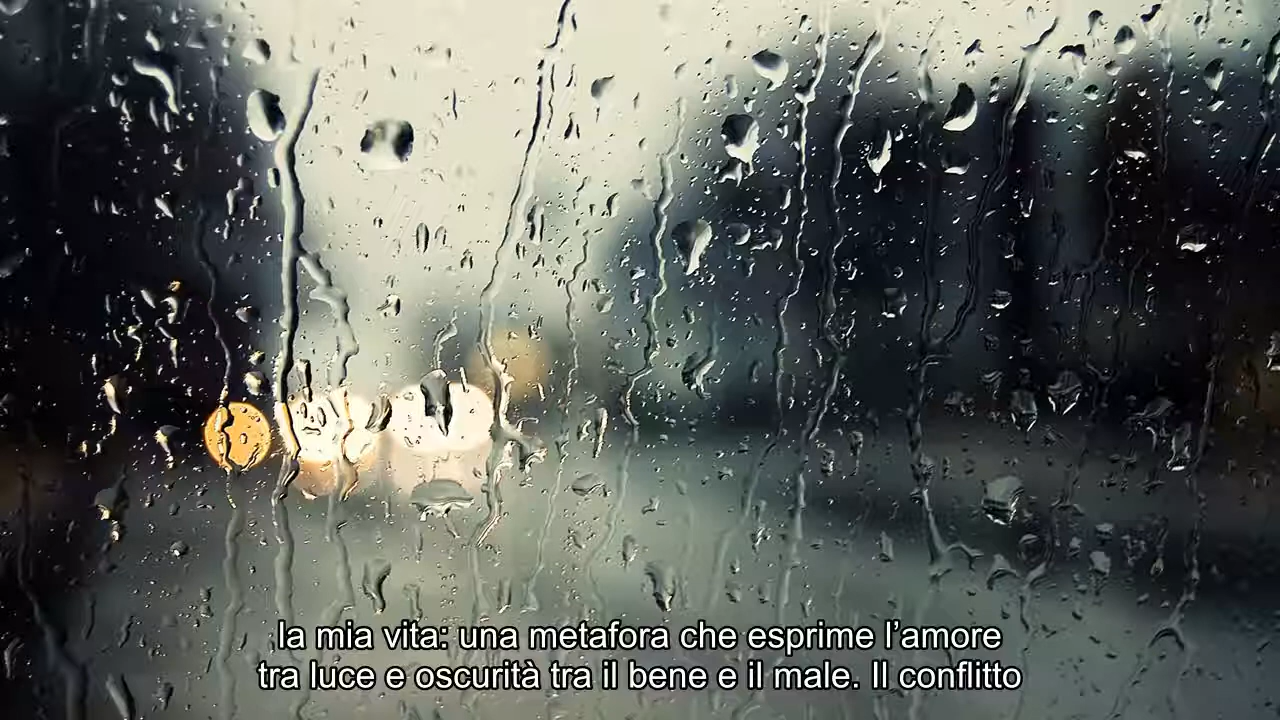 la mia vita: una metafora che esprime l’amore
tra luce e oscurità tra il bene e il male. Il conflitto